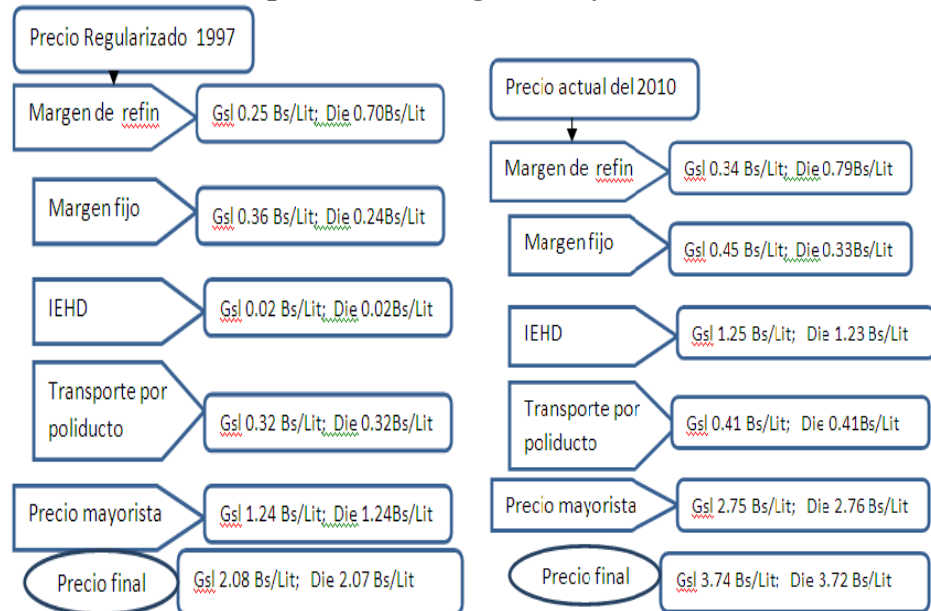 Precio Regularizado 1997
Margen de refin
Gsl 0.25 Bs/Lit; Die 0.70Bs/Lit
Margen fijo
Gsl 0.36 Bs/Lit; Die 0.24Bs/Lit
IEHD
Gsl 0.02 Bs/Lit; Die 0.02Bs/Lit
Transporte por
poliducto
Gsl 0.32 Bs/Lit; Die 0.32Bs/Lit
Precio mayorista
Gsl 1.24 Bs/Lit; Die 1.24Bs/Lit
Precio final
Gsl 2.08 Bs/Lit; Die 2.07 Bs/Lit
Precio actual del 2010
Margen de refin
Gsl 0.34 Bs/Lit; Die 0.79Bs/Lit
Margen fijo
Gsl 0.45 Bs/Lit; Die 0.33Bs/Lit
IEHD
Gsl 1.25 Bs/Lit; Die 1.23 Bs/Lit
Transporte por
poliducto
Gsl 0.41 Bs/Lit; Die 0.41Bs/Lit
Precio mayorista
Gsl 2.75 Bs/Lit; Die 2.76 Bs/Lit
Precio final
Gsl 3.74 Bs/Lit: Die 3.72 Bs/Lit